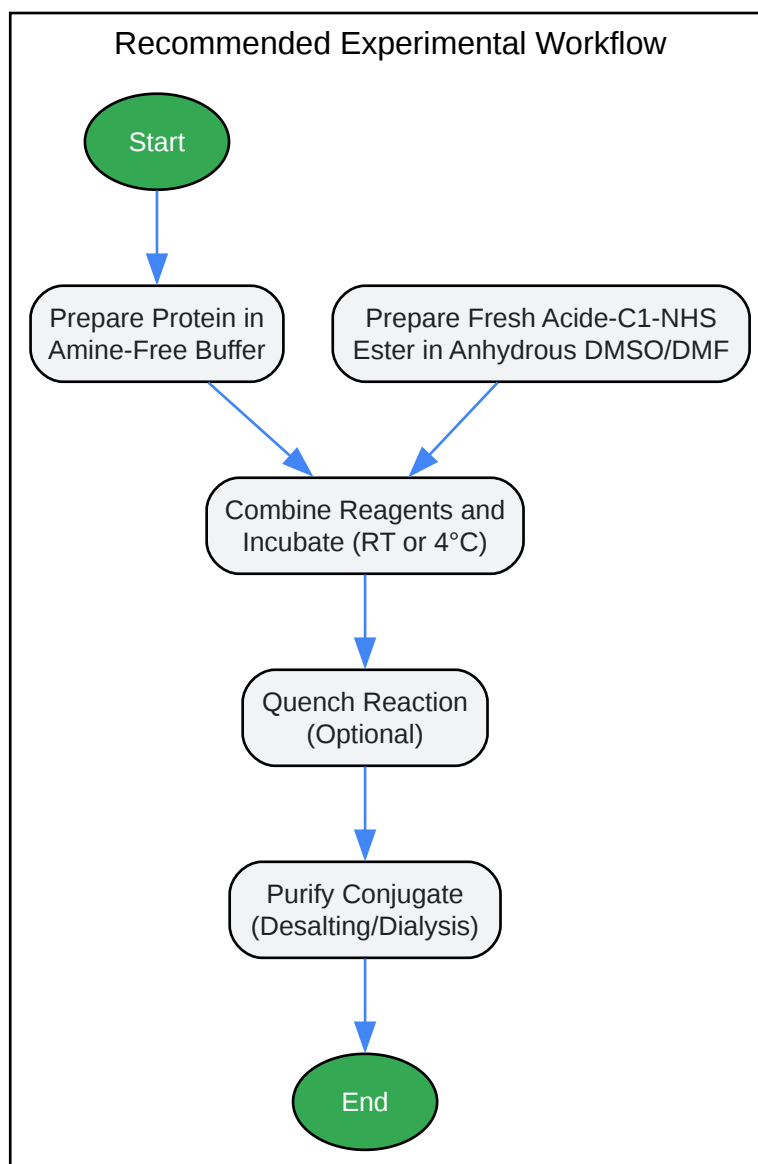 Recommended Experimental Workflow
Start
Prepare Protein in
Amine-Free Buffer
Prepare Fresh Acide-C1-NHS
Ester in Anhydrous DMSO/DMF
Combine Reagents and
Incubate (RT or 4°C)
Quench Reaction
(Optional)
Purify Conjugate
(Desalting/Dialysis)
End